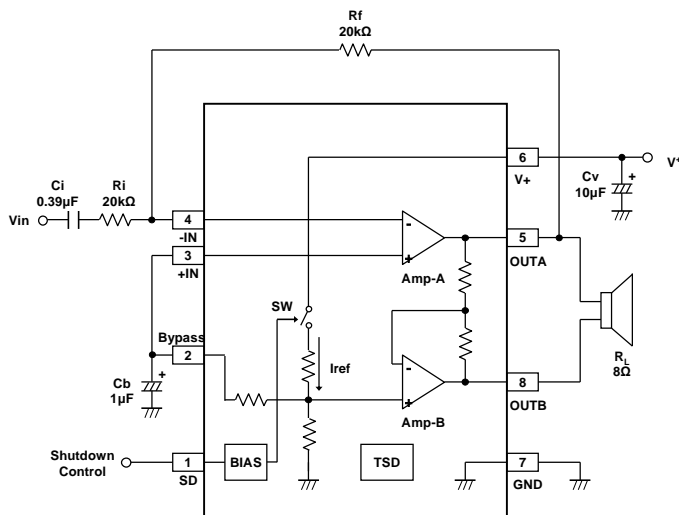 Rf
20kΩ
6
V+
Cv
10µF
+
V+
Ci
0.39µF
Ri
20kΩ
Vin
4
-IN
3
+IN
-
+
Amp-A
5
OUTA
SW
Bypass
2
Iref
Cb
1µF
+
-
+
Amp-B
8
OUTB
RL
8Ω
Shutdown
Control
1
SD
BIAS
TSD
7
GND